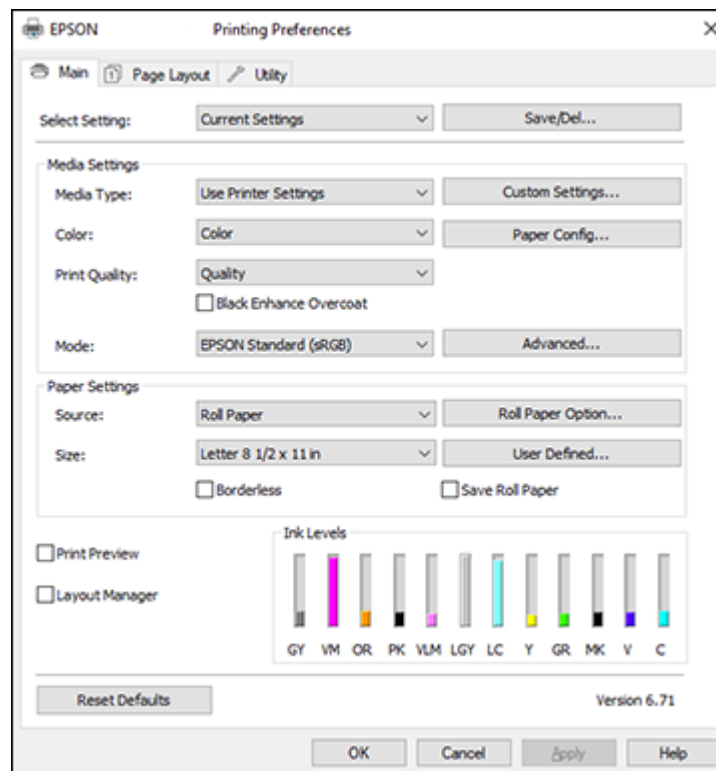 EPSON Printing Preferences
Main Page Layout Utility
Select Setting: Current Settings Save/Del...
Media Settings
Media Type: Use Printer Settings Custom Settings...
Color: Color Paper Config...
Print Quality: Quality
Black Enhance Overcoat
Mode: EPSON Standard (sRGB) Advanced...
Paper Settings
Source: Roll Paper Roll Paper Option...
Size: Letter 8 1/2 x 11 in User Defined...
Borderless Save Roll Paper
Print Preview
Layout Manager
Ink Levels
GY VM OR PK VLM LGY LC Y GR MK V C
Reset Defaults Version 6.71
OK Cancel Apply Help